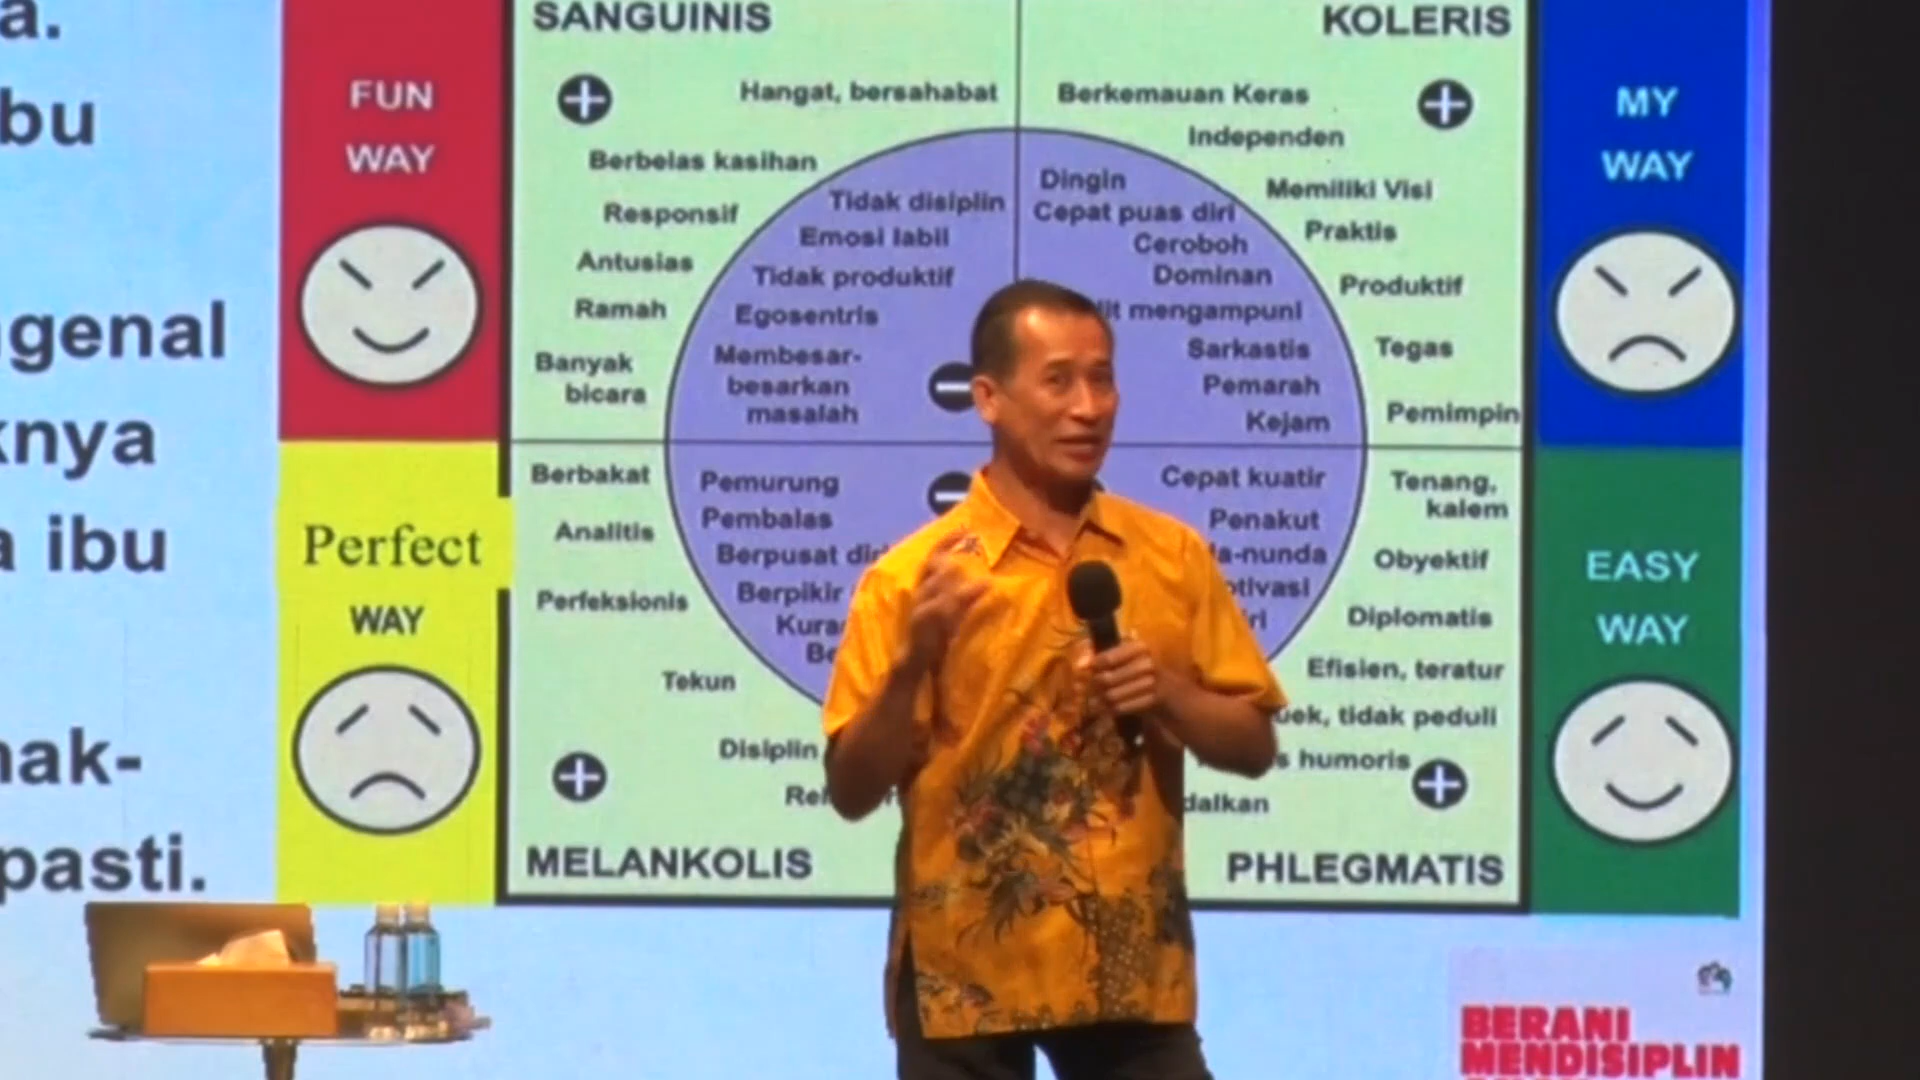 a.
bu
genal
nya
a ibu
nak-
pasti.
FUN
WAY
Perfect
WAY
SANGUINIS
Hangat, bersahabat
Berbelas kasihan
Responsif
Antusias
Ramah
Banyak
bicara
Tidak disiplin
Emosi labil
Tidak produktif
Egosentris
Membesar-
besarkan
masalah
KOLERIS
Berkemauan Keras
Independen
Memiliki Visi
Praktis
Produktif
Tegas
Pemimpin
Dingin
Cepat puas diri
Ceroboh
Dominan
mengampuni
Sarkastis
Pemarah
Kejam
Berbakat
Analitis
Perfeksionis
Tekun
Disiplin
Pemurung
Pembalas
Berpusat
Berpikir
MELANKOLIS
Cepat kuatir
Penakut
Tenang,
kalem
Obyektif
Diplomatis
Efisien, teratur
tidak peduli
humoris
PHLEGMATIS
MY
WAY
EASY
WAY
BERANI
MENDISIPLIN